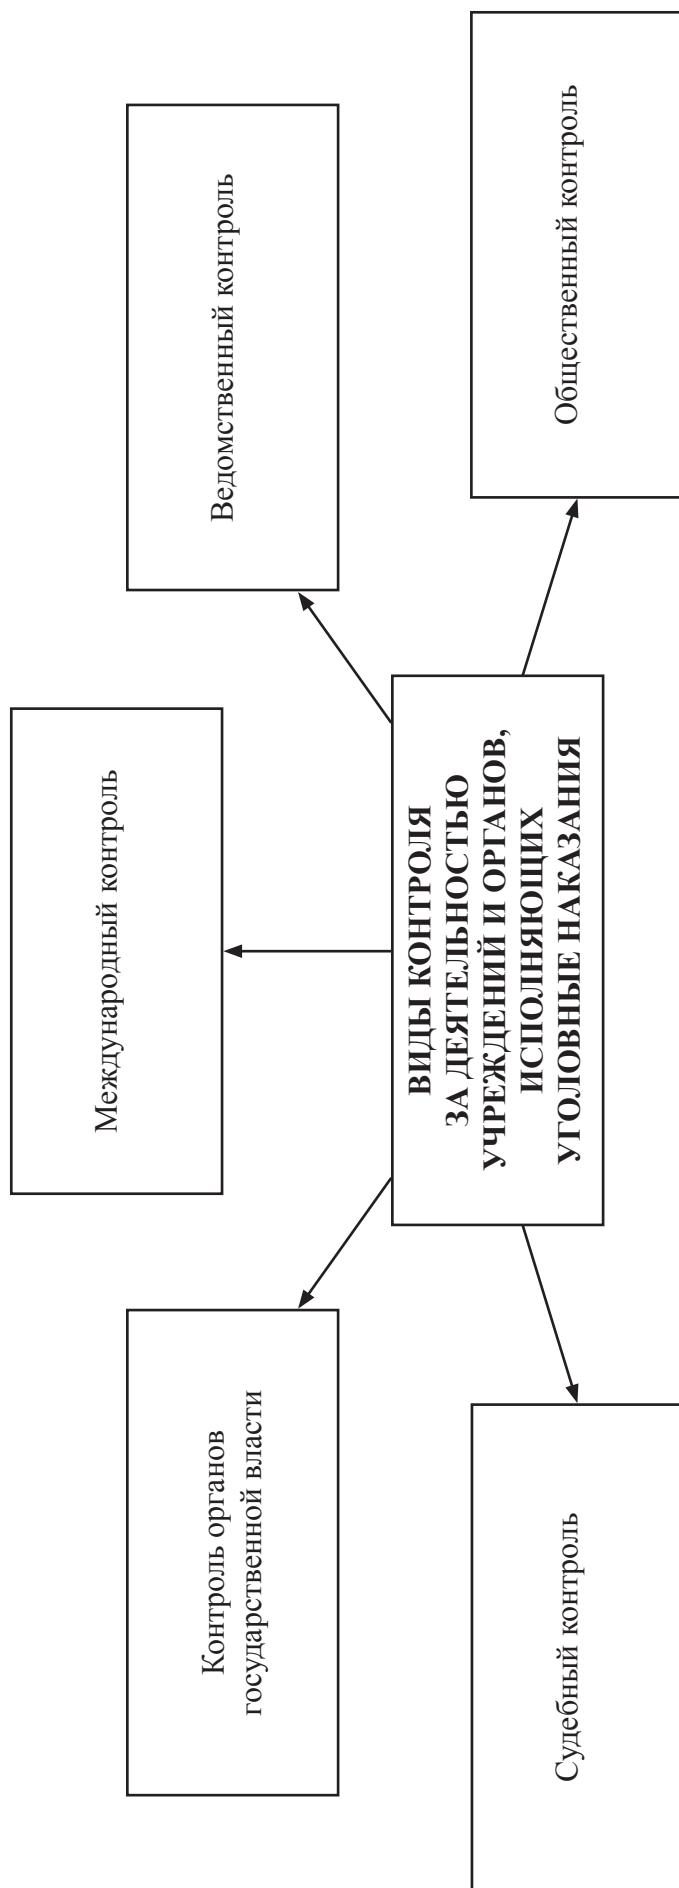 Международный контроль
Контроль органов
государственной власти
Ведомственный контроль
ВИДЫ КОНТРОЛЯ
ЗА ДЕЯТЕЛЬНОСТЬЮ
УЧРЕЖДЕНИЙ И ОРГАНОВ,
ИСПОЛНЯЮЩИХ
УГОЛОВНЫЕ НАКАЗАНИЯ
Судебный контроль
Общественный контроль